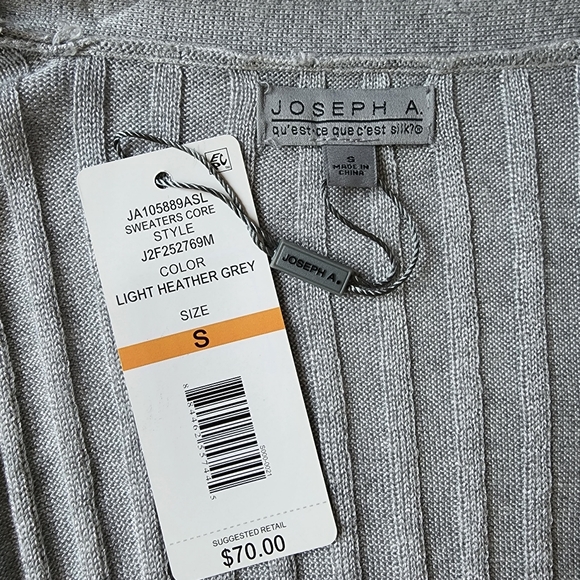 JOSEPH A.
qu'est-ce que c'est silk?®
S
MADE IN
CHINA
JOSEPH A.
JA105889ASL
SWEATERS CORE
STYLE
J2F252769M
COLOR
LIGHT HEATHER GREY
SIZE
S
SUGGESTED RETAIL
$70.00